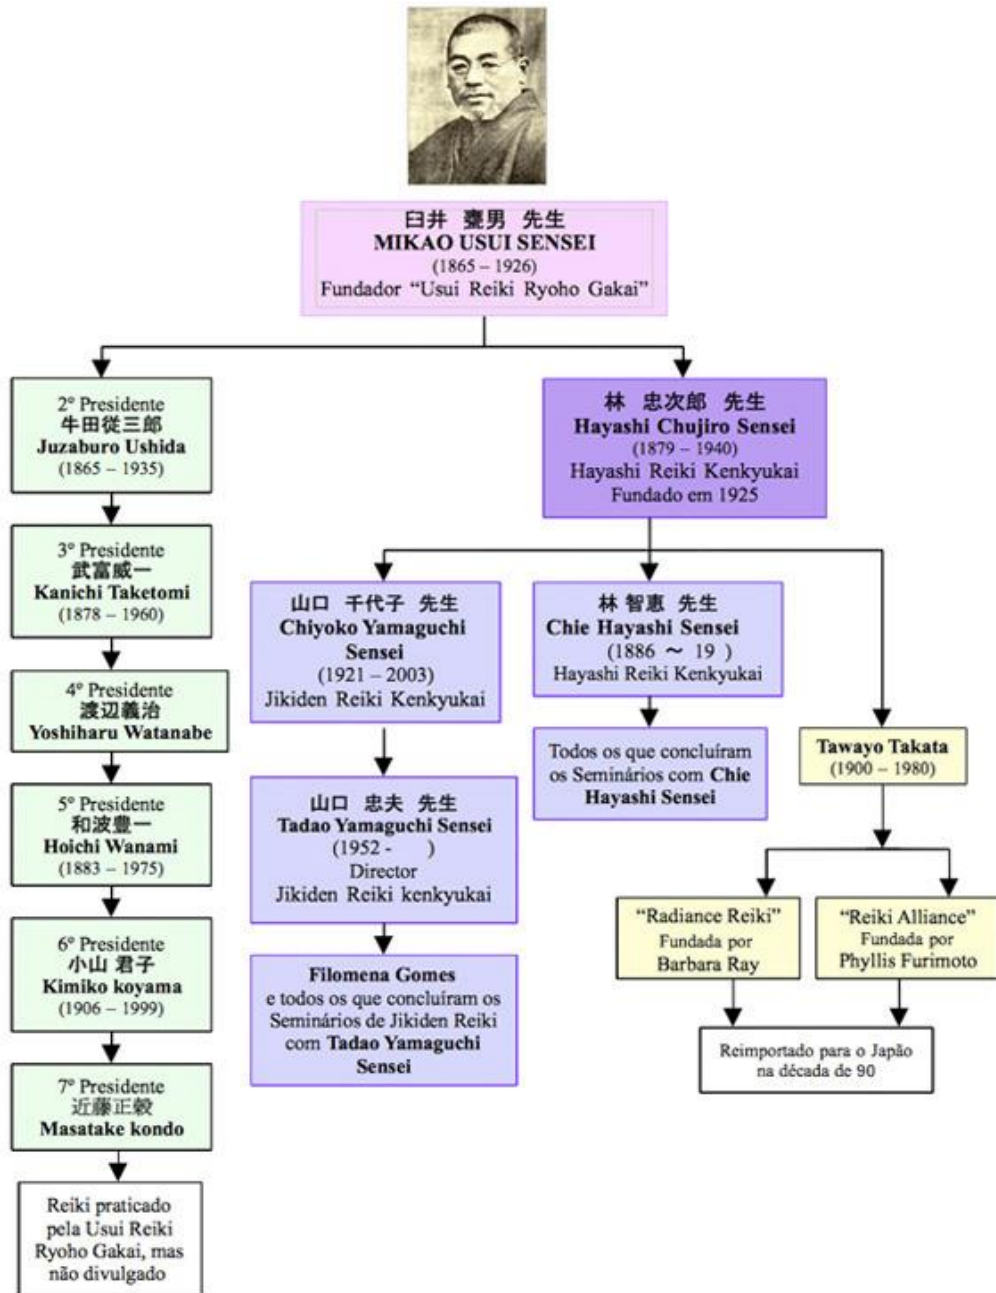 臼井 甕男 先生
MIKAO USUI SENSEI
(1865 – 1926)
Fundador “Usui Reiki Ryoho Gakai”
2º Presidente
牛田従三郎
Juzaburo Ushida
(1865 – 1935)
3º Presidente
武富咸一
Kanichi Taketomi
(1878 – 1960)
4º Presidente
渡辺義治
Yoshiharu Watanabe
5º Presidente
和波豊一
Hoichi Wanami
(1883 – 1975)
6º Presidente
小山 君子
Kimiko koyama
(1906 – 1999)
7º Presidente
近藤正毅
Masatake kondo
Reiki praticado
pela Usui Reiki
Ryoho Gakai, mas
não divulgado
林 忠次郎 先生
Hayashi Chujiro Sensei
(1879 – 1940)
Hayashi Reiki Kenkyukai
Fundado em 1925
山口 千代子 先生
Chiyoko Yamaguchi
Sensei
(1921 – 2003)
Jikiden Reiki Kenkyukai
山口 忠夫 先生
Tadao Yamaguchi Sensei
(1952 - )
Director
Jikiden Reiki kenkyukai
Filomena Gomes
e todos os que concluíram os
Seminários de Jikiden Reiki
com Tadao Yamaguchi
Sensei
林 智恵 先生
Chie Hayashi Sensei
(1886 ～ 19 )
Hayashi Reiki Kenkyukai
Todos os que concluíram
os Seminários com Chie
Hayashi Sensei
Tawayo Takata
(1900 – 1980)
“Radiance Reiki”
Fundada por
Barbara Ray
“Reiki Alliance”
Fundada por
Phyllis Furimoto
Reimportado para o Japão
na década de 90